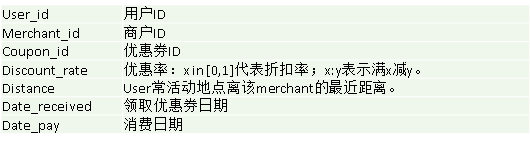 User_id 用户ID
Merchant_id 商户ID
Coupon_id 优惠券ID
Discount_rate 优惠率：x in[0,1]代表折扣率；x:y表示满x减y。
Distance User常活动地点离该merchant的最近距离。
Date_received 领取优惠券日期
Date_pay 消费日期